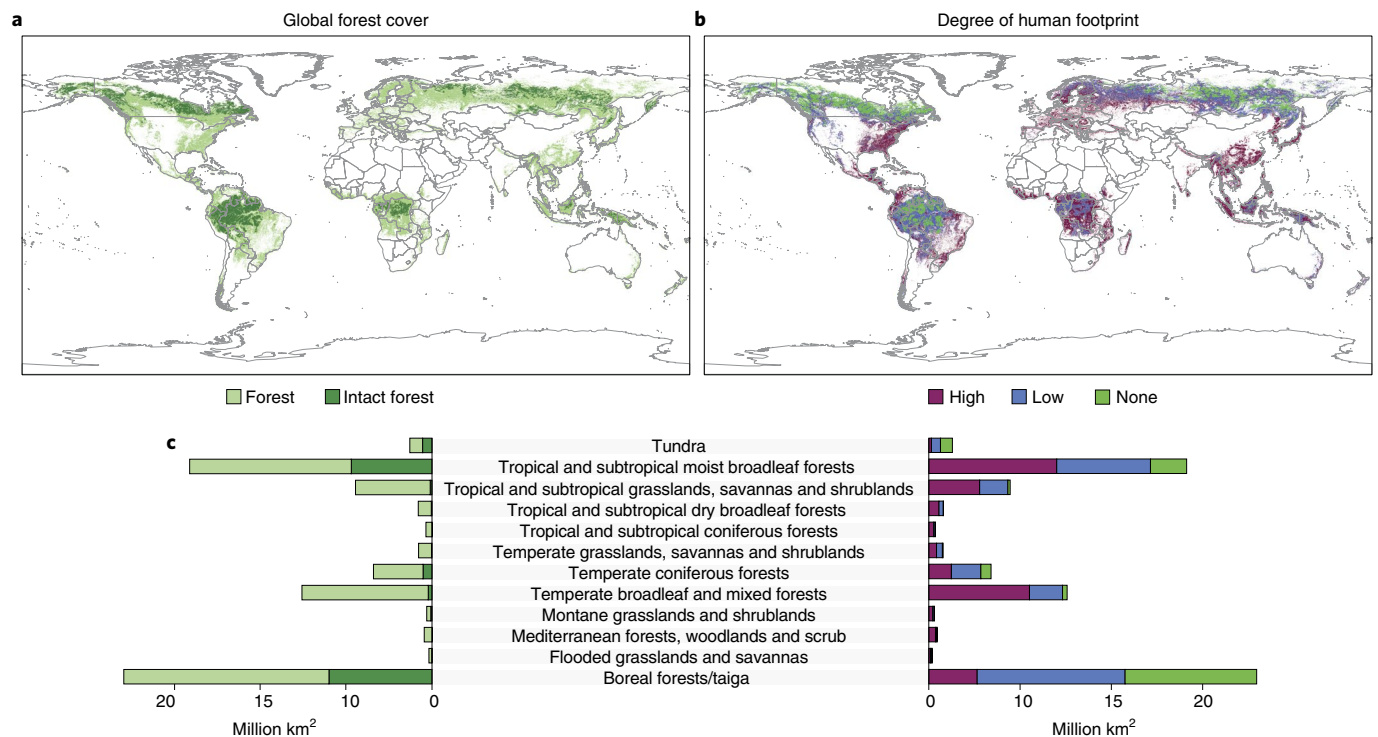 a Global forest cover
b Degree of human footprint
Forest Intact forest
High Low None
c
Tundra
Tropical and subtropical moist broadleaf forests
Tropical and subtropical grasslands, savannas and shrublands
Tropical and subtropical dry broadleaf forests
Tropical and subtropical coniferous forests
Temperate grasslands, savannas and shrublands
Temperate coniferous forests
Temperate broadleaf and mixed forests
Montane grasslands and shrublands
Mediterranean forests, woodlands and scrub
Flooded grasslands and savannas
Boreal forests/taiga
20 15 10 0
Million km²
0 10 15 20
Million km²